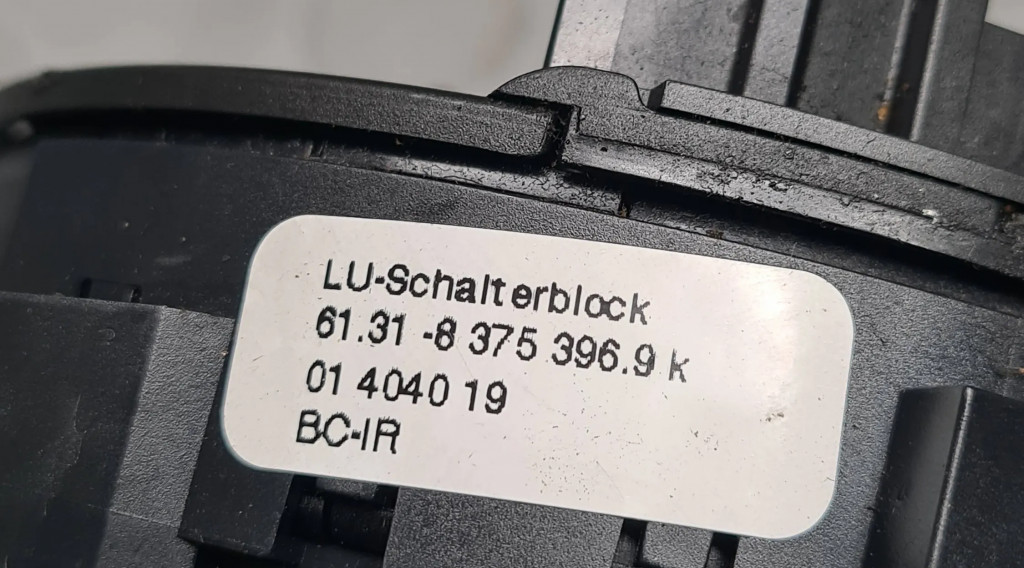 LU-Schalterblock
61.31 -8 375 396.9 k
01 4040 19
BC-IR